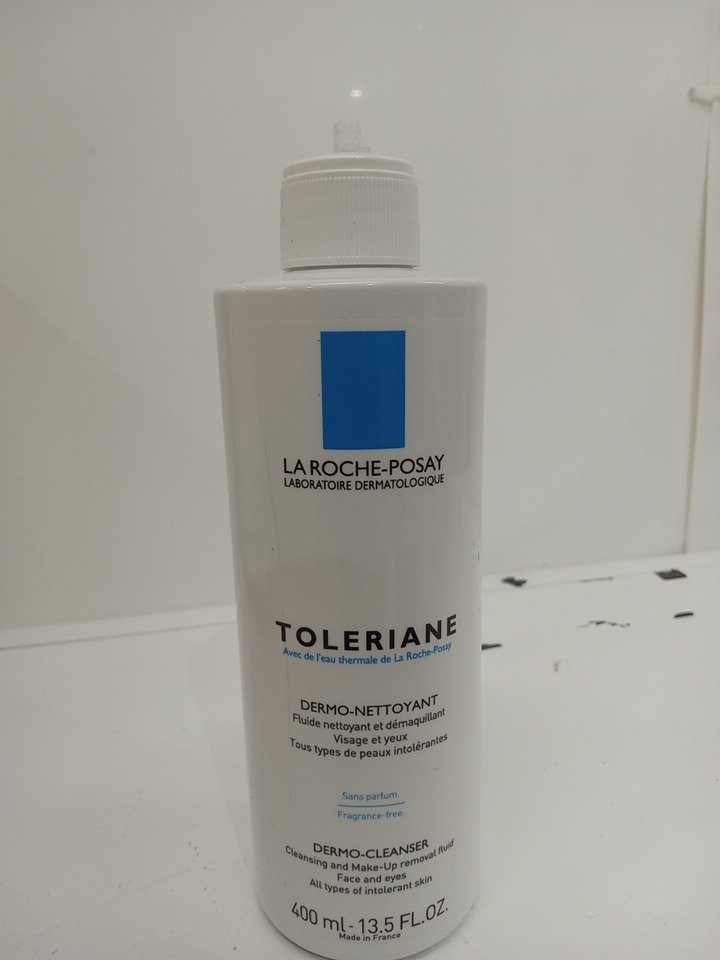 LA ROCHE-POSAY
LABORATOIRE DERMATOLOGIQUE
TOLERIANE
Avec de l'eau thermale de La Roche-Posay
DERMO-NETTOYANT
Fluide nettoyant et démaquillant
Visage et yeux
Tous types de peaux intolérantes
Sans parfum.
Fragrance-free.
DERMO-CLEANSER
Cleansing and Make-Up removal fluid
Face and eyes
All types of intolerant skin
400 ml - 13.5 FL.OZ.
Made in France